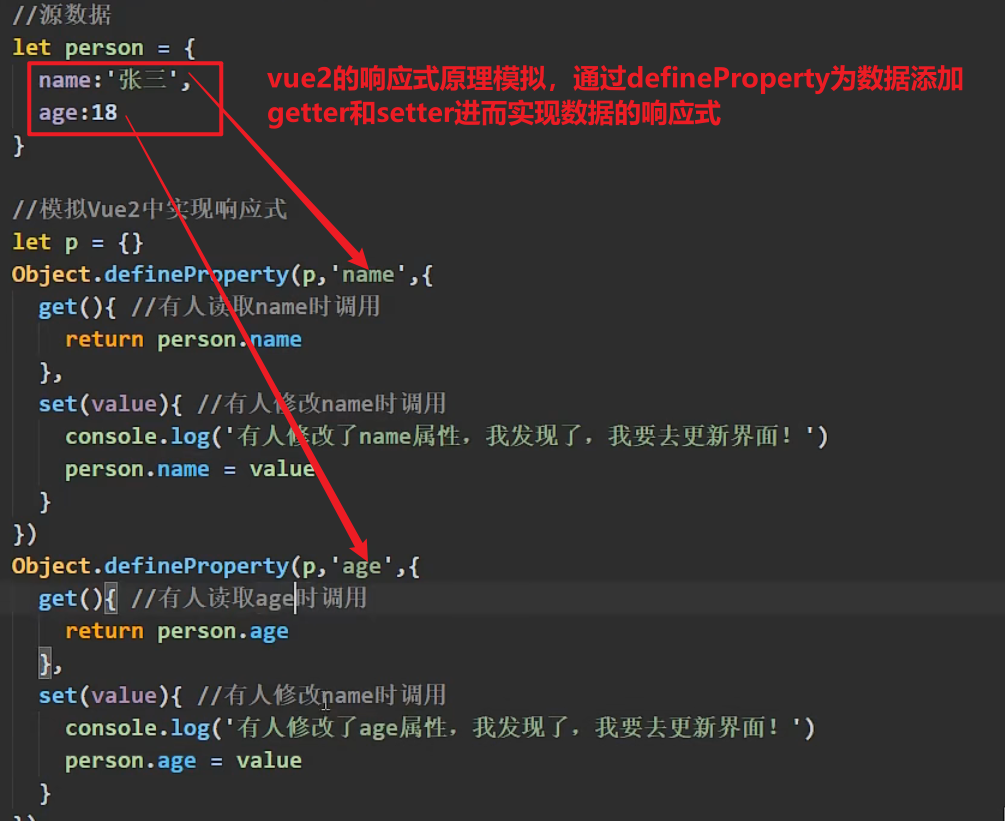 //源数据
let person = {
name:'张三',
age:18
}
vue2的响应式原理模拟，通过defineProperty为数据添加
getter和setter进而实现数据的响应式
//模拟Vue2中实现响应式
let p = {}
Object.defineProperty(p,'name',{
get(){ //有人读取name时调用
return person.name
},
set(value){ //有人修改name时调用
console.log('有人修改了name属性，我发现了，我要去更新界面！')
person.name = value
}
})
Object.defineProperty(p,'age',{
get(){ //有人读取age时调用
return person.age
},
set(value){ //有人修改name时调用
console.log('有人修改了age属性，我发现了，我要去更新界面！')
person.age = value
}